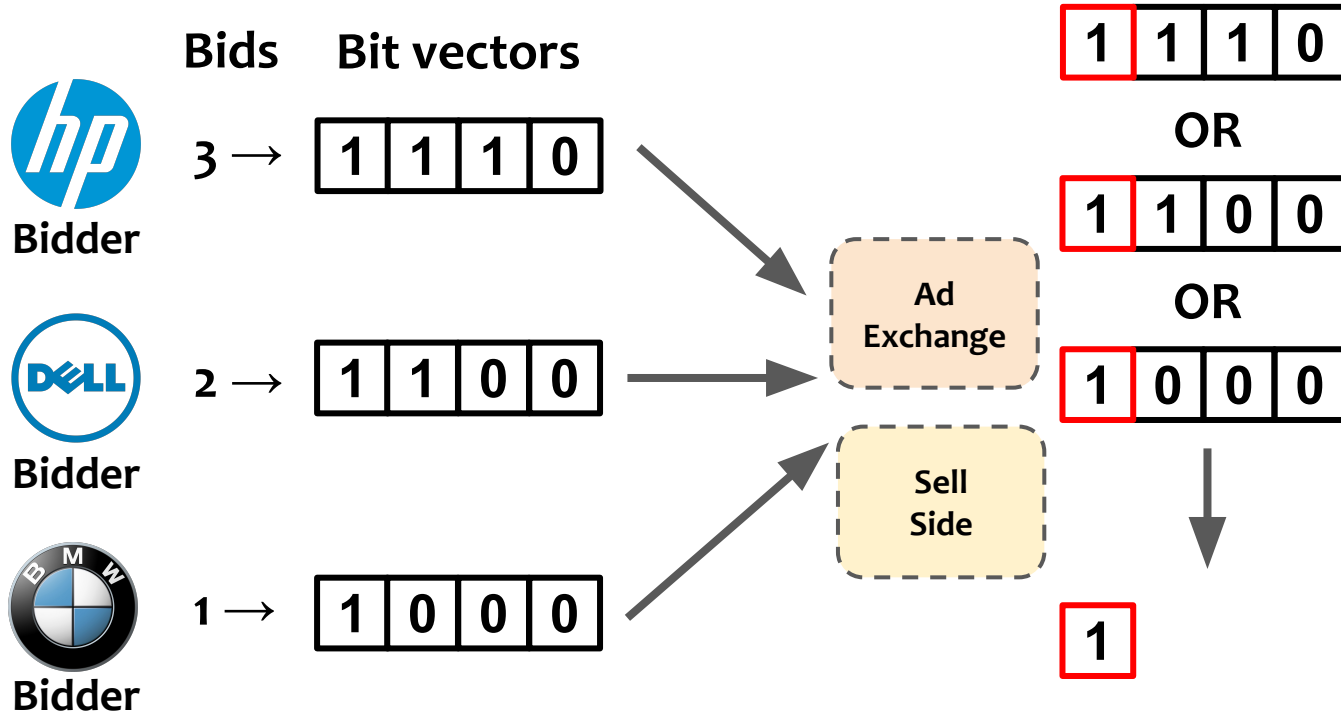 Bids Bit vectors
hp
3 → 1 1 1 0
Bidder
DELL
2 → 1 1 0 0
Bidder
BMW
1 → 1 0 0 0
Bidder
Ad
Exchange
Sell
Side
1 1 1 0
OR
1 1 0 0
OR
1 0 0 0
1